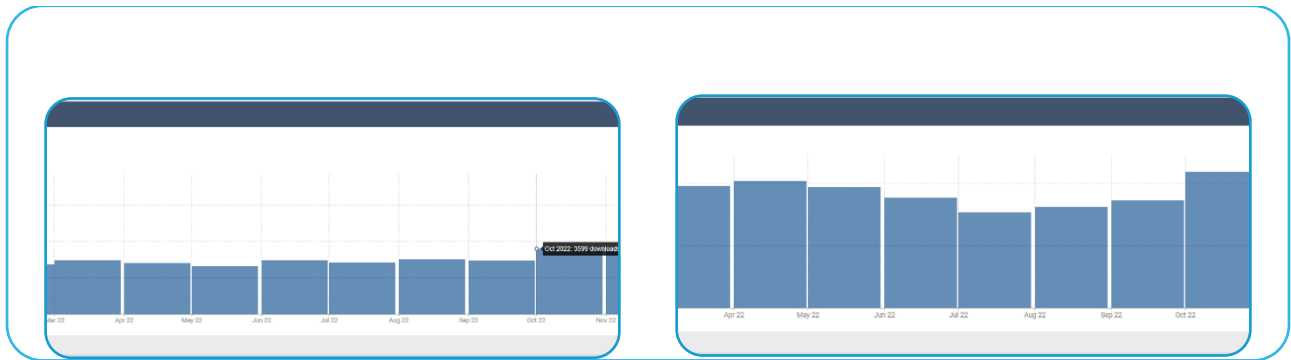 Oct 2022: 3599 downloads
Mar 22 Apr 22 May 22 Jun 22 Jul 22 Aug 22 Sep 22 Oct 22 Nov 22
Apr 22 May 22 Jun 22 Jul 22 Aug 22 Sep 22 Oct 22